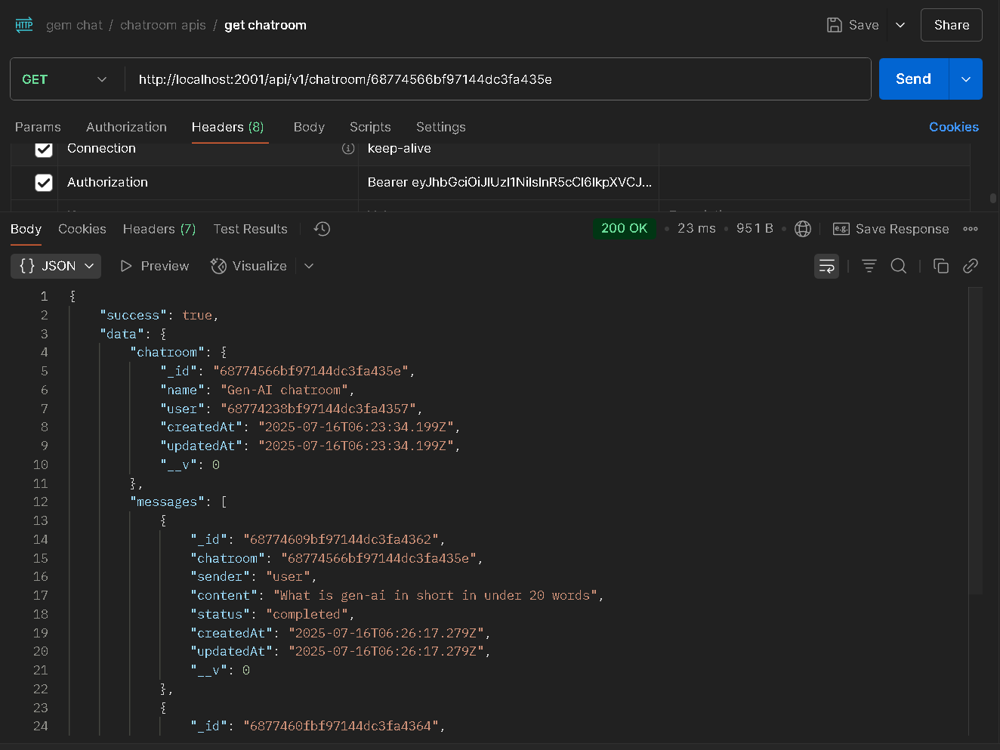 HTTP gem chat / chatroom apis / get chatroom Save Share
GET http://localhost:2001/api/v1/chatroom/68774566bf97144dc3fa435e Send
Params Authorization Headers (8) Body Scripts Settings Cookies
Connection keep-alive
Authorization Bearer eyJhbGciOiJIUzI1NiIsInR5cCI6IkpXVCJ...
Body Cookies Headers (7) Test Results 200 OK • 23 ms • 951 B • e.g. Save Response
{} JSON Preview Visualize
1 {
2 "success": true,
3 "data": {
4 "chatroom": {
5 "_id": "68774566bf97144dc3fa435e",
6 "name": "Gen-AI chatroom",
7 "user": "68774238bf97144dc3fa4357",
8 "createdAt": "2025-07-16T06:23:34.199Z",
9 "updatedAt": "2025-07-16T06:23:34.199Z",
10 "__v": 0
11 },
12 "messages": [
13 {
14 "_id": "68774609bf97144dc3fa4362",
15 "chatroom": "68774566bf97144dc3fa435e",
16 "sender": "user",
17 "content": "What is gen-ai in short in under 20 words",
18 "status": "completed",
19 "createdAt": "2025-07-16T06:26:17.279Z",
20 "updatedAt": "2025-07-16T06:26:17.279Z",
21 "__v": 0
22 },
23 {
24 "_id": "6877460fbf97144dc3fa4364",